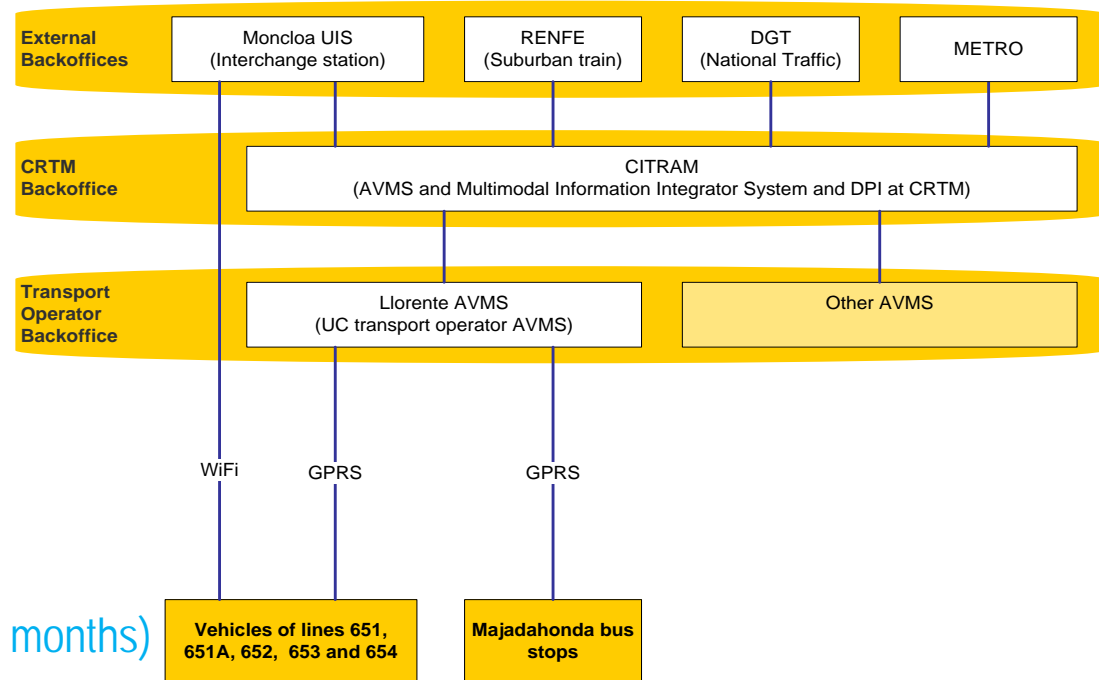 External
Backoffices
Moncloa UIS
(Interchange station)
RENFE
(Suburban train)
DGT
(National Traffic)
METRO
CRTM
Backoffice
CITRAM
(AVMS and Multimodal Information Integrator System and DPI at CRTM)
Transport
Operator
Backoffice
Llorente AVMS
(UC transport operator AVMS)
Other AVMS
WiFi
GPRS
GPRS
months)
Vehicles of lines 651,
651A, 652, 653 and 654
Majadahonda bus
stops